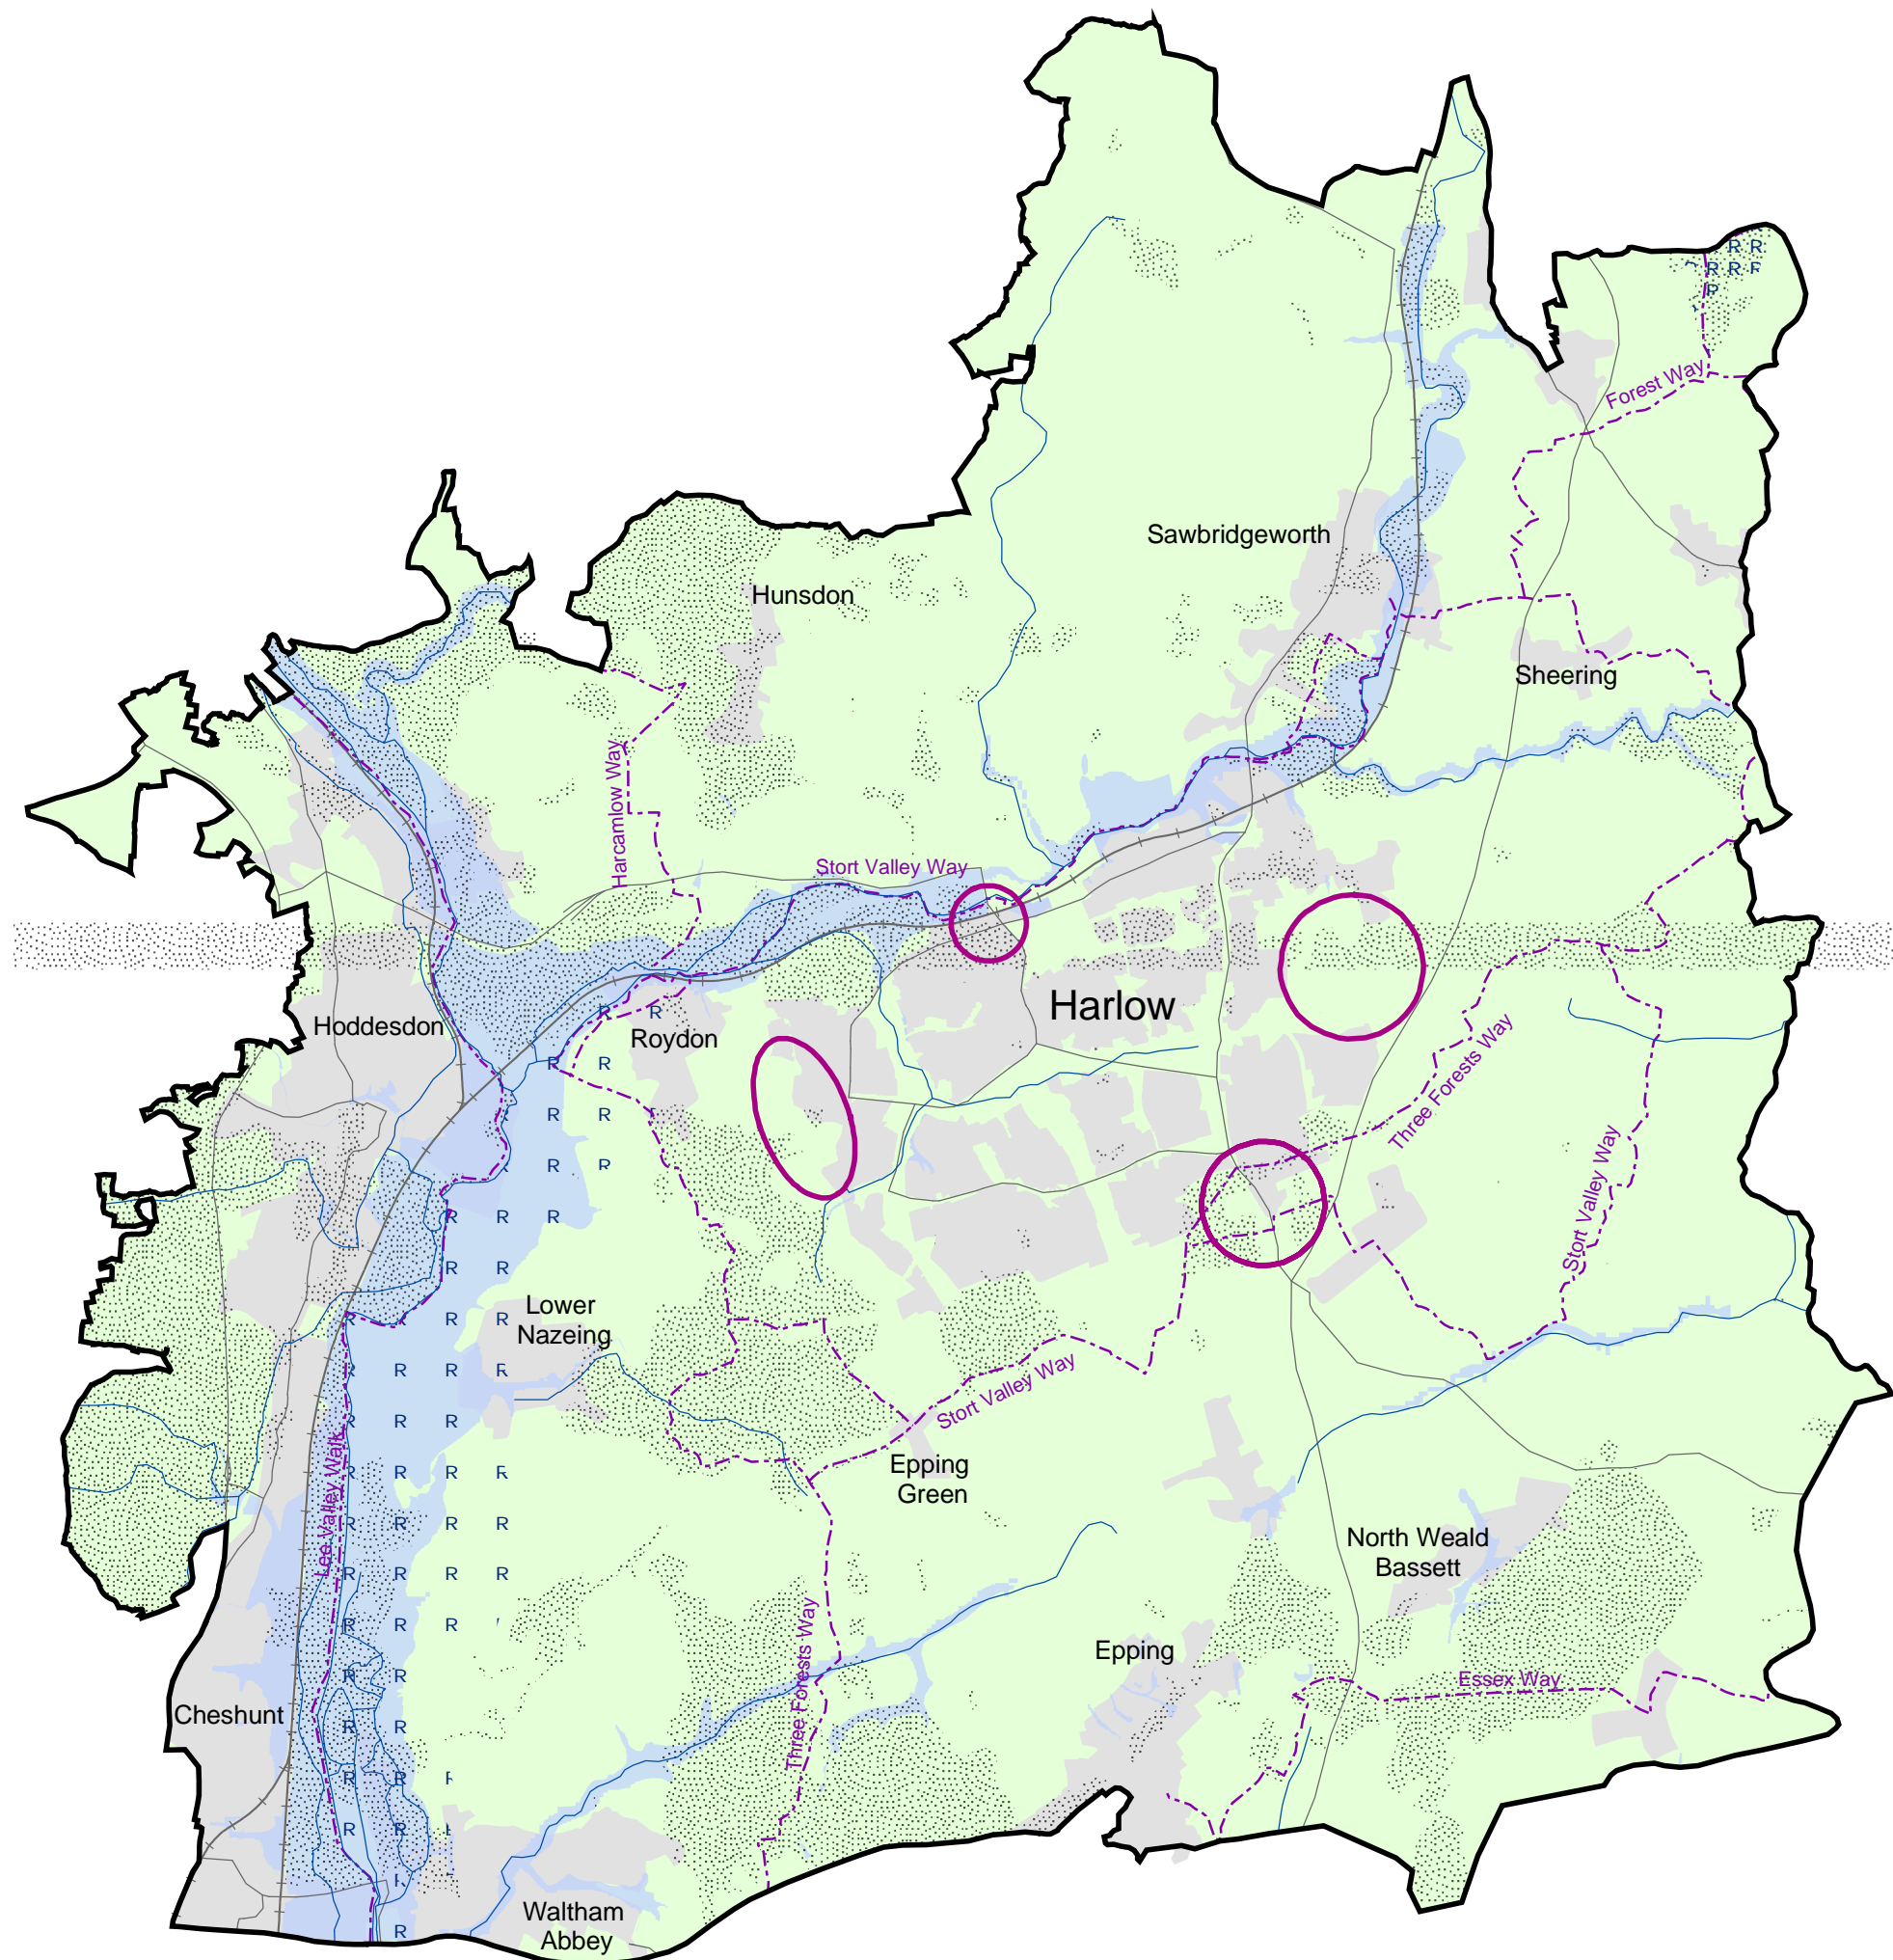 R R
R R
R
Forest Way
Sawbridgeworth
Hunsdon
Sheering
Harcamlow Way
Stort Valley Way
Harlow
R R
Hoddesdon
Roydon
R R
Three Forests Way
R R
R R
Stort Valley Way
R R R
R R
Lower
Nazeing
R R R
Stort Valley Way
R R R R
R R R
Epping
Green
Lee Valley Walk
R R R R
R R R R
North Weald
Bassett
R R R R
R R R
Three Forests Way
Epping
R R
Essex Way
Cheshunt
R R
R R
R R
Waltham
Abbey
R